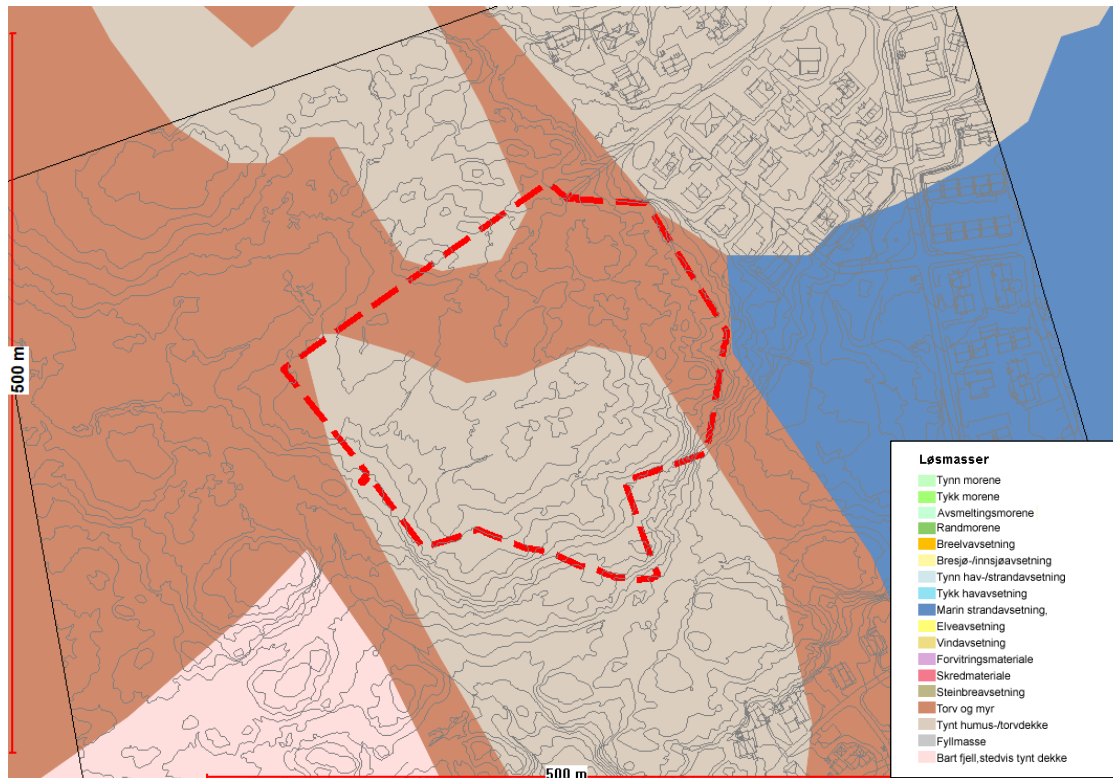 500 m
Løsmasser
Tynn morene
Tykk morene
Avsmeltingsmorene
Randmorene
Breelvavsetning
Bresjø-/innsjøavsetning
Tynn hav-/strandavsetning
Tykk havavsetning
Marin strandavsetning,
Elveavsetning
Vindavsetning
Forvitringsmateriale
Skredmateriale
Steinbreavsetning
Torv og myr
Tynt humus-/torvdekke
Fyllmasse
Bart fjell,stedvis tynt dekke
500 m